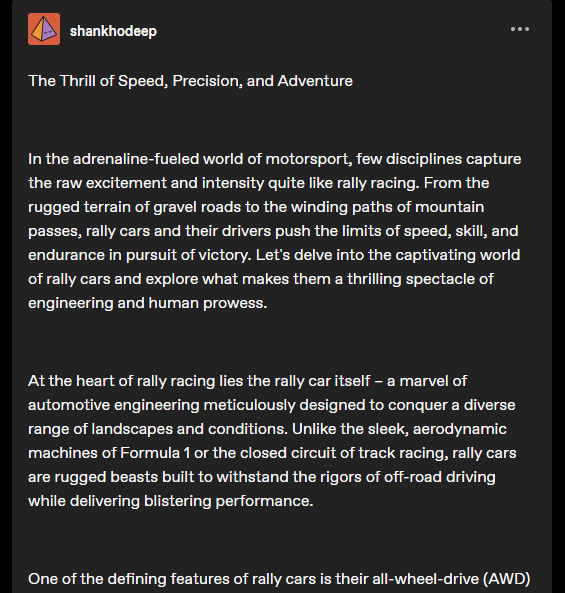 shankhodeep
The Thrill of Speed, Precision, and Adventure
In the adrenaline-fueled world of motorsport, few disciplines capture
the raw excitement and intensity quite like rally racing. From the
rugged terrain of gravel roads to the winding paths of mountain
passes, rally cars and their drivers push the limits of speed, skill, and
endurance in pursuit of victory. Let's delve into the captivating world
of rally cars and explore what makes them a thrilling spectacle of
engineering and human prowess.
At the heart of rally racing lies the rally car itself – a marvel of
automotive engineering meticulously designed to conquer a diverse
range of landscapes and conditions. Unlike the sleek, aerodynamic
machines of Formula 1 or the closed circuit of track racing, rally cars
are rugged beasts built to withstand the rigors of off-road driving
while delivering blistering performance.
One of the defining features of rally cars is their all-wheel-drive (AWD)